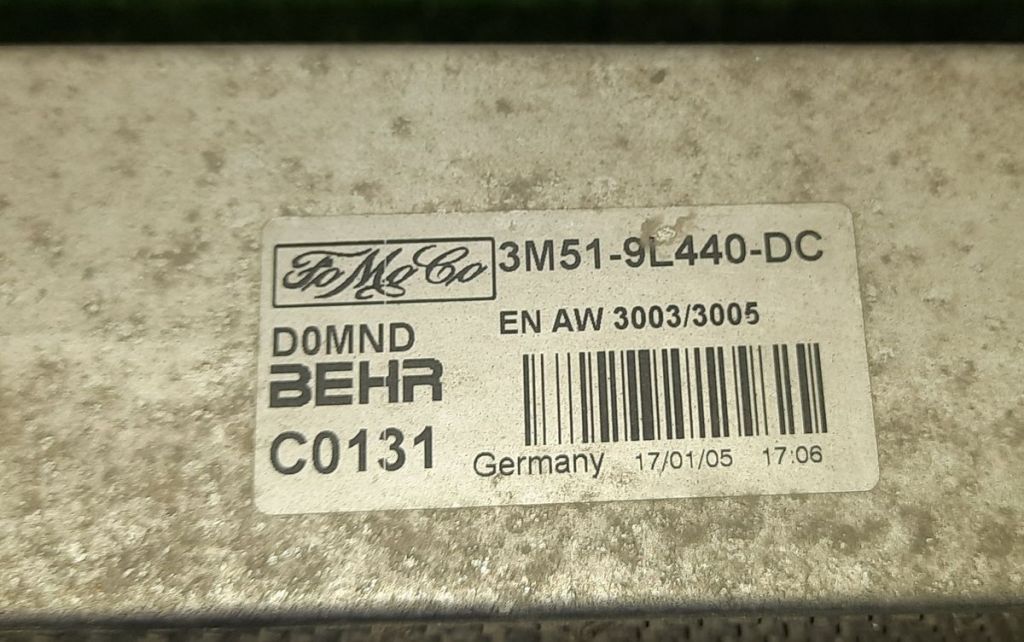 FoMoCo 3M51-9L440-DC
EN AW 3003/3005
D0MND
BEHR
C0131
Germany 17/01/05 17:06